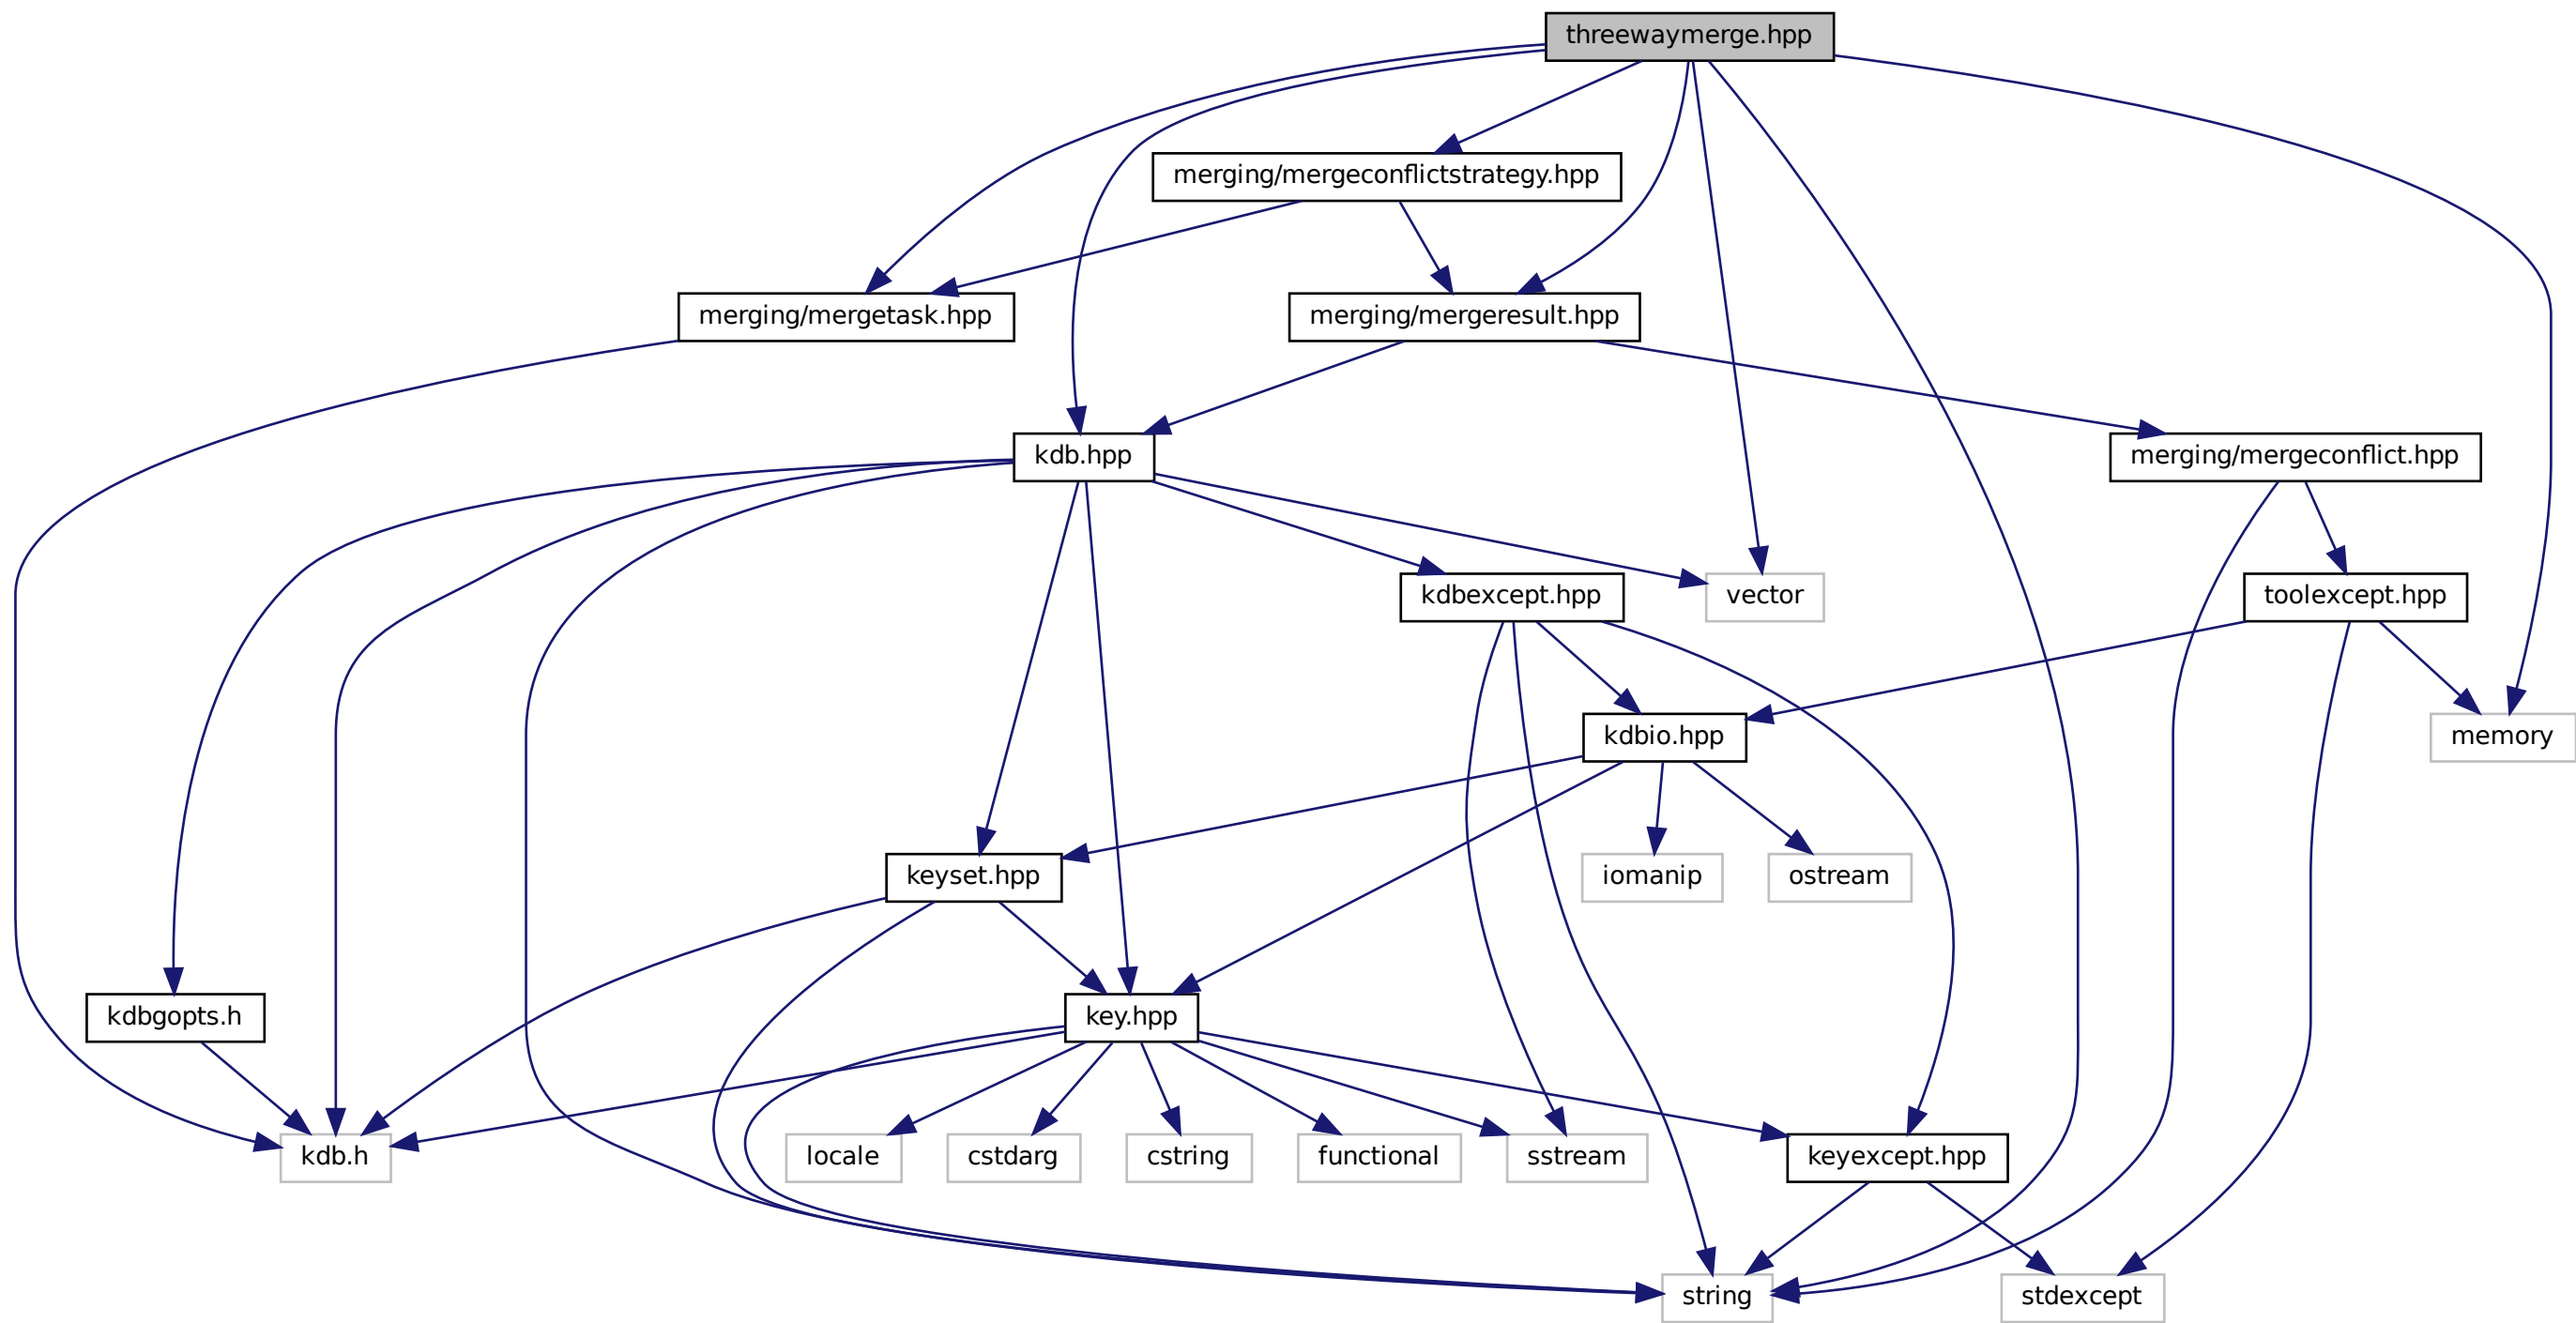 threewaymerge.hpp
merging/mergeconflictstrategy.hpp
merging/mergetask.hpp
merging/mergeresult.hpp
kdb.hpp
merging/mergeconflict.hpp
kdbexcept.hpp
vector
toolexcept.hpp
kdbio.hpp
memory
keyset.hpp
iomanip
ostream
kdbgopts.h
key.hpp
kdb.h
locale
cstdarg
cstring
functional
sstream
keyexcept.hpp
string
stdexcept